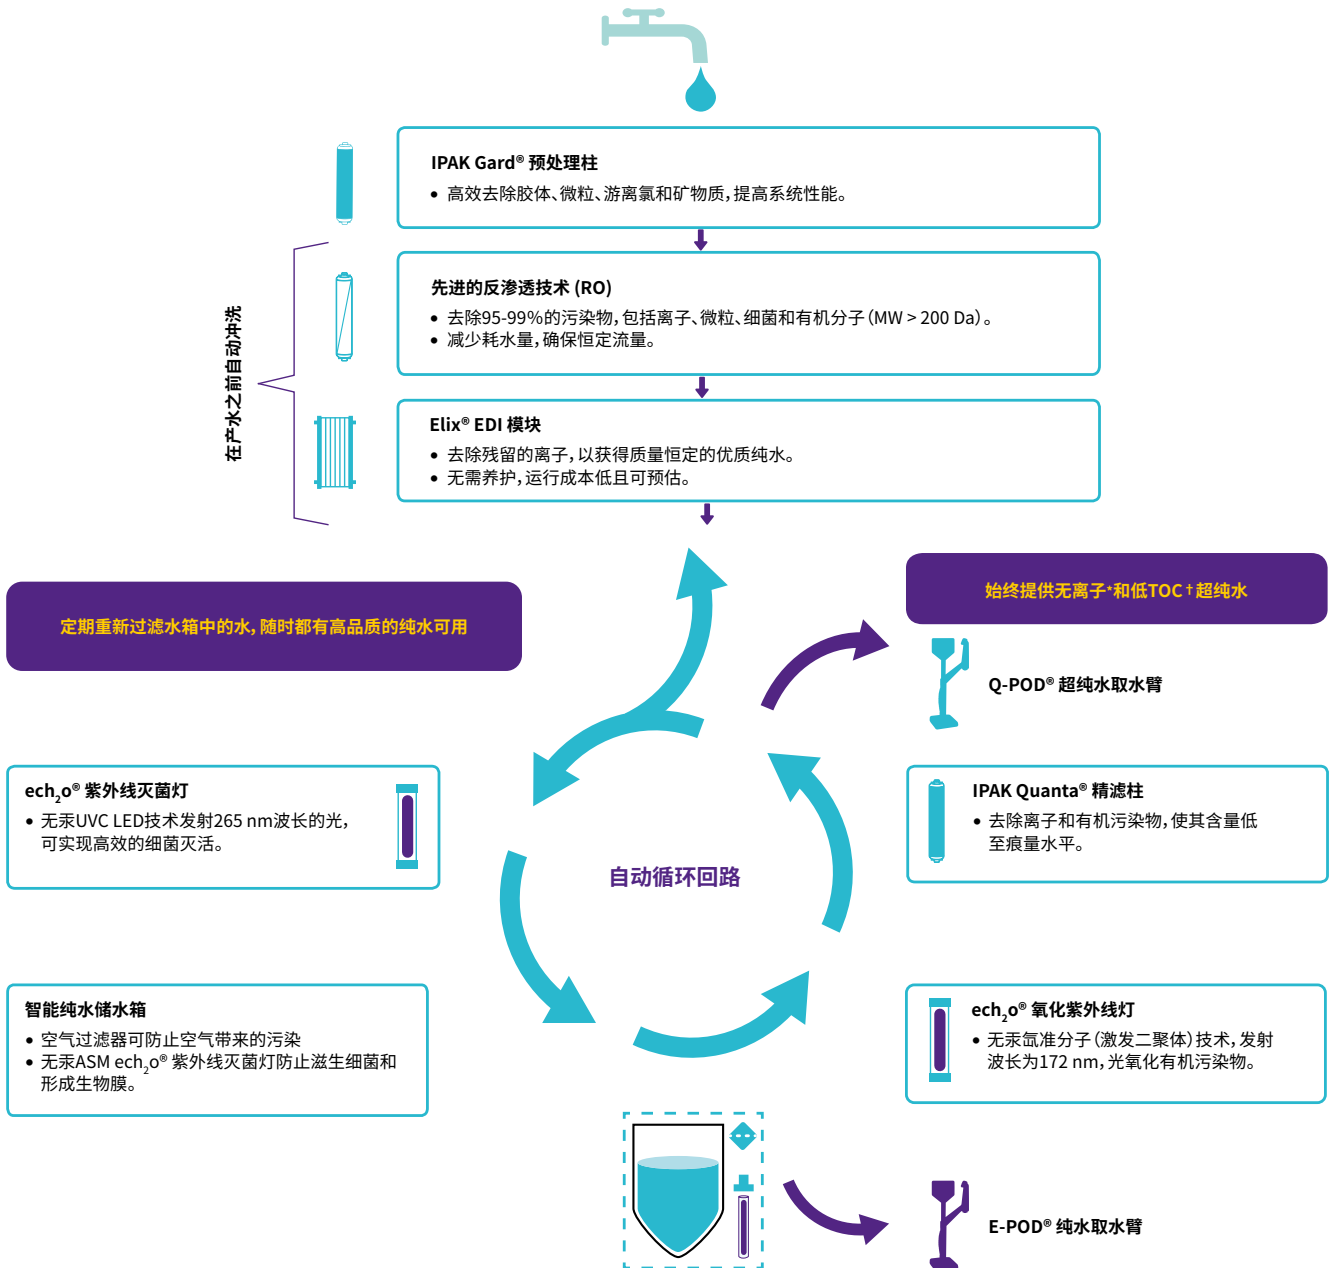 IPAK Gard® 预处理柱
• 高效去除胶体、微粒、游离氯和矿物质，提高系统性能。
在产水之前自动冲洗
先进的反渗透技术 (RO)
• 去除95-99%的污染物，包括离子、微粒、细菌和有机分子（MW > 200 Da）。
• 减少耗水量，确保恒定流量。
Elix® EDI 模块
• 去除残留的离子，以获得质量恒定的优质纯水。
• 无需养护，运行成本低且可预估。
定期重新过滤水箱中的水，随时都有高品质的纯水可用
始终提供无离子*和低TOC†超纯水
Q-POD® 超纯水取水臂
ech₂o® 紫外线灭菌灯
• 无汞UVC LED技术发射265 nm波长的光，
可实现高效的细菌灭活。
IPAK Quanta® 精滤柱
• 去除离子和有机污染物，使其含量低
至痕量水平。
自动循环回路
智能纯水储水箱
• 空气过滤器可防止空气带来的污染
• 无汞ASM ech₂o® 紫外线灭菌灯防止滋生细菌和
形成生物膜。
ech₂o® 氧化紫外线灯
• 无汞氙准分子（激发二聚体）技术，发射
波长为172 nm，光氧化有机污染物。
E-POD® 纯水取水臂